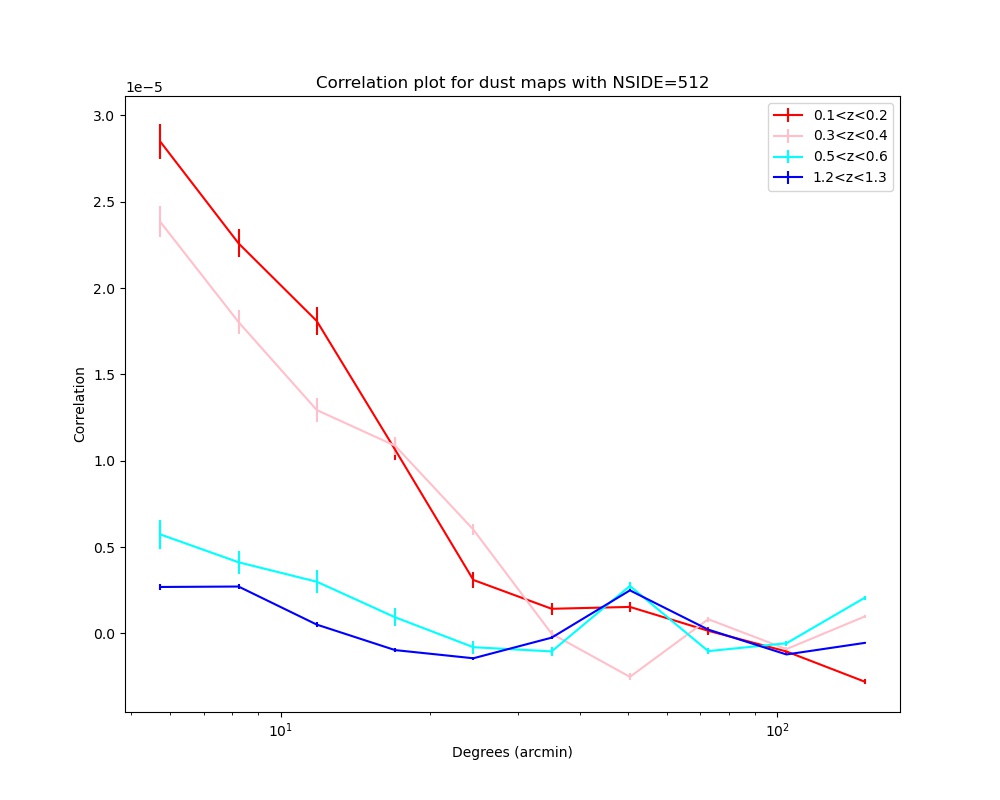 Correlation plot for dust maps with NSIDE=512
1e−5
3.0
2.5
2.0
1.5
1.0
0.5
0.0
Correlation
0.1<z<0.2
0.3<z<0.4
0.5<z<0.6
1.2<z<1.3
10¹
10²
Degrees (arcmin)